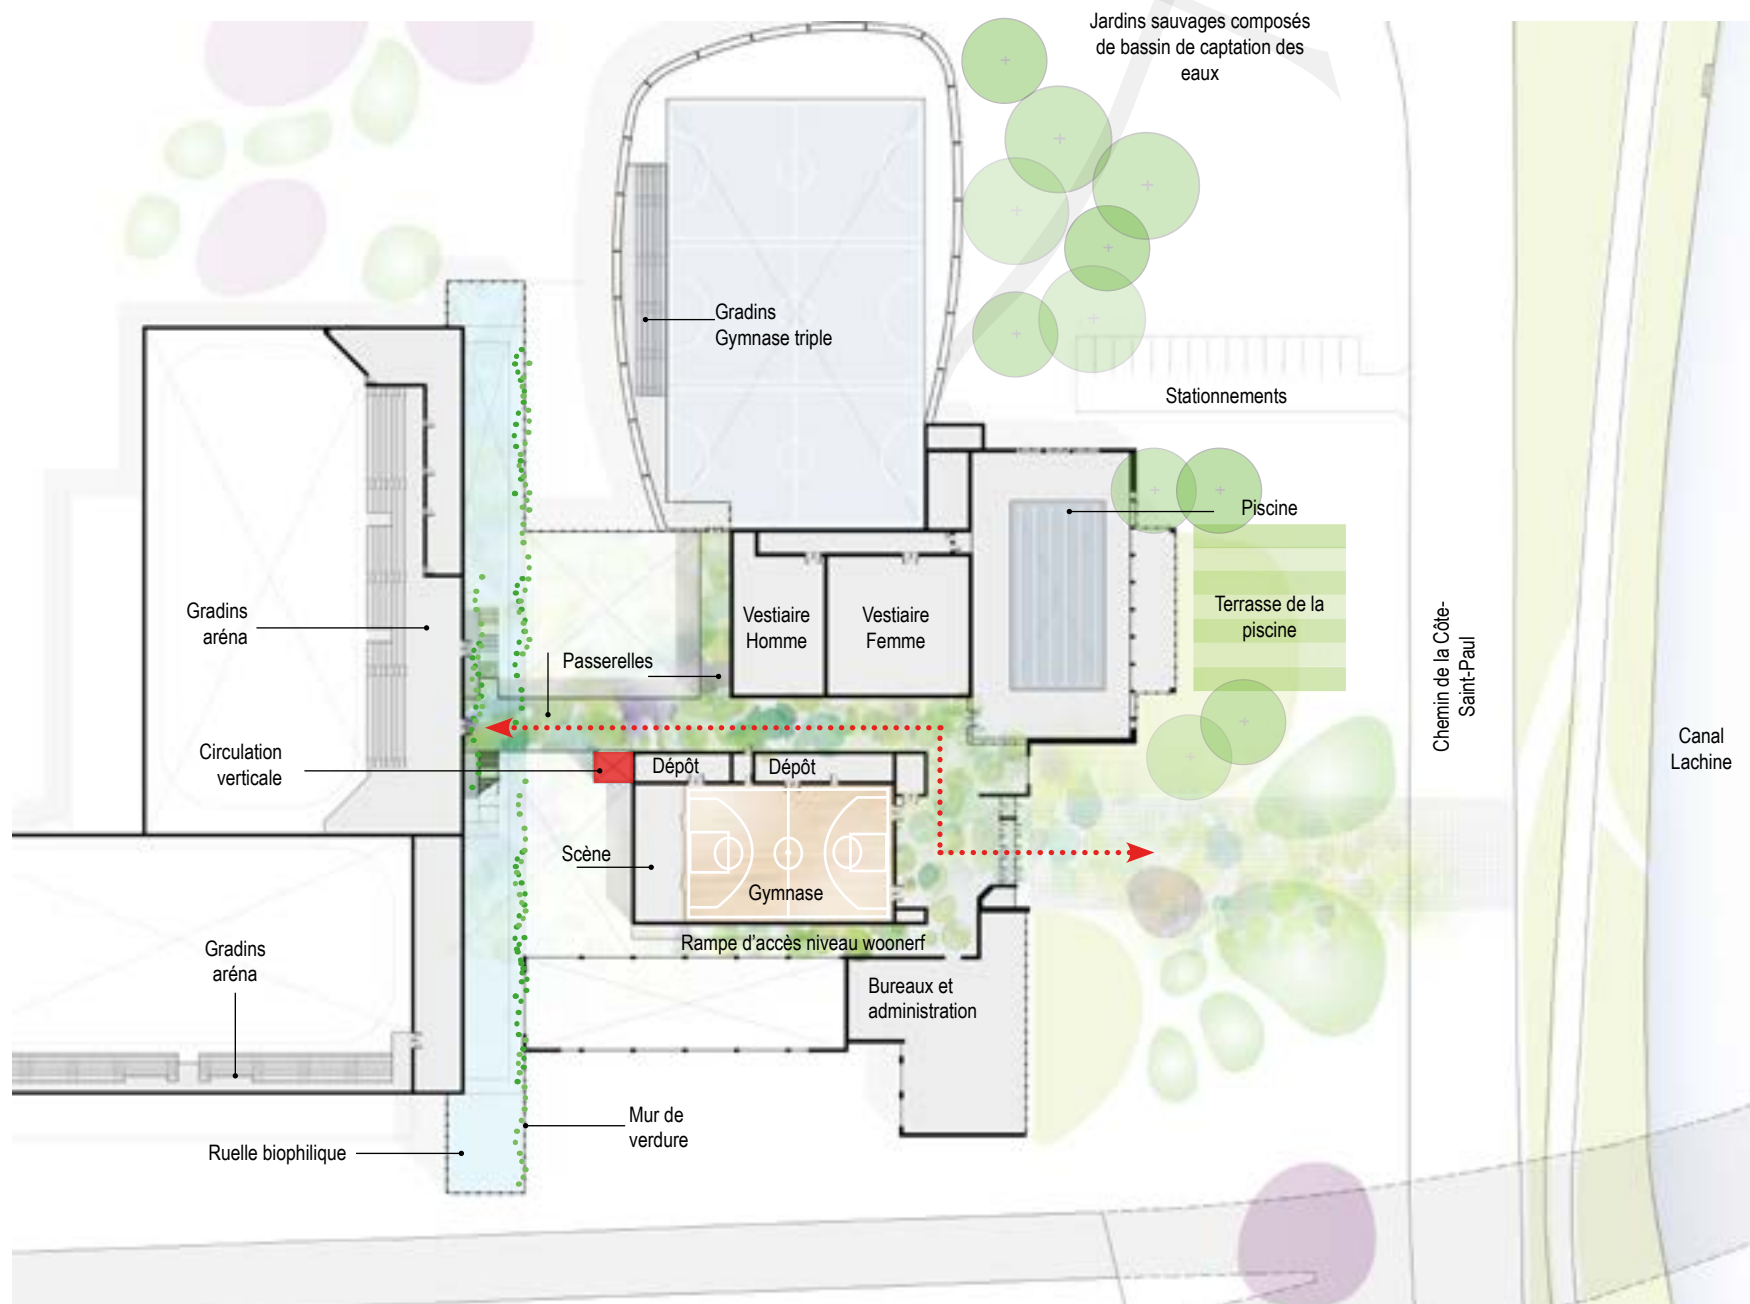 Jardins sauvages composés
de bassin de captation des
eaux
Gradins
Gymnase triple
Stationnements
Piscine
Gradins
aréna
Vestiaire
Homme
Vestiaire
Femme
Terrasse de la
piscine
Chemin de la Côte-
Saint-Paul
Passerelles
Canal
Lachine
Circulation
verticale
Dépôt
Dépôt
Scène
Gymnase
Gradins
aréna
Rampe d'accès niveau woonerf
Bureaux et
administration
Mur de
verdure
Ruelle biophilique